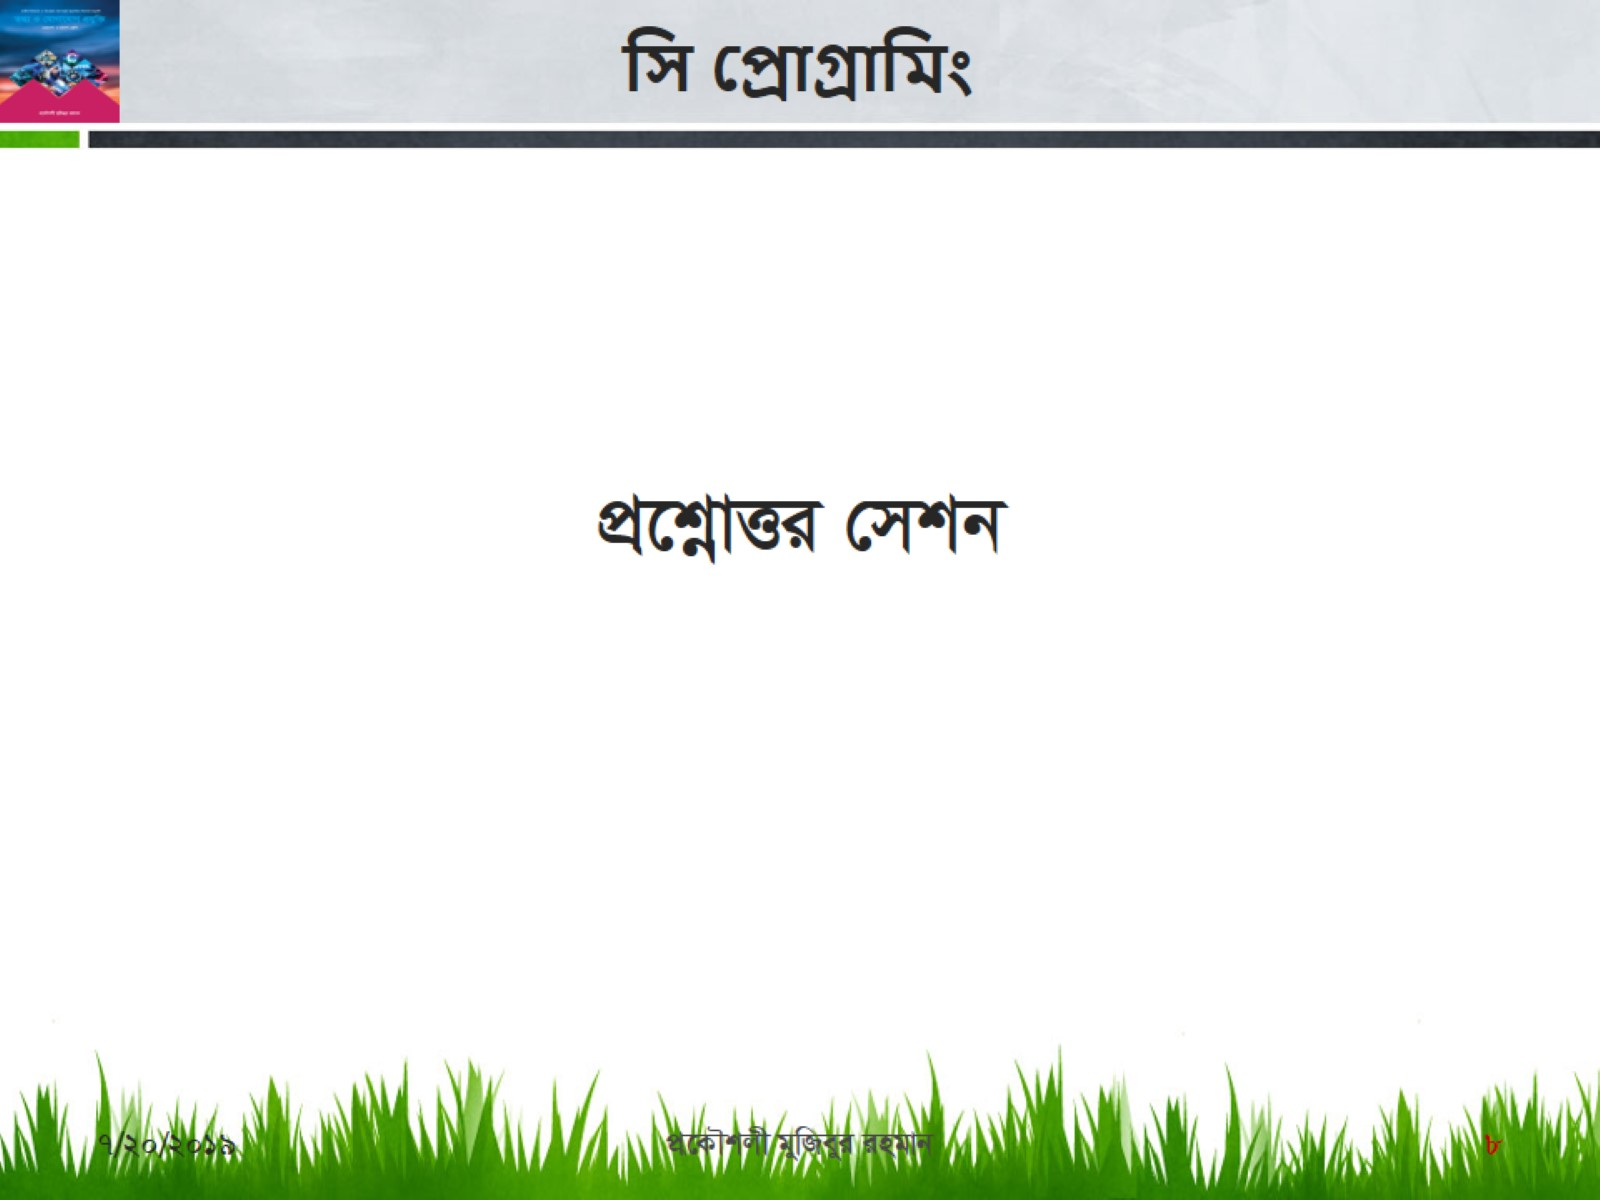 সি প্রোগ্রামিং
প্রশ্নোত্তর সেশন
৭/২০/২০১৯
প্রকৌশলী মুজিবুর রহমান
৮